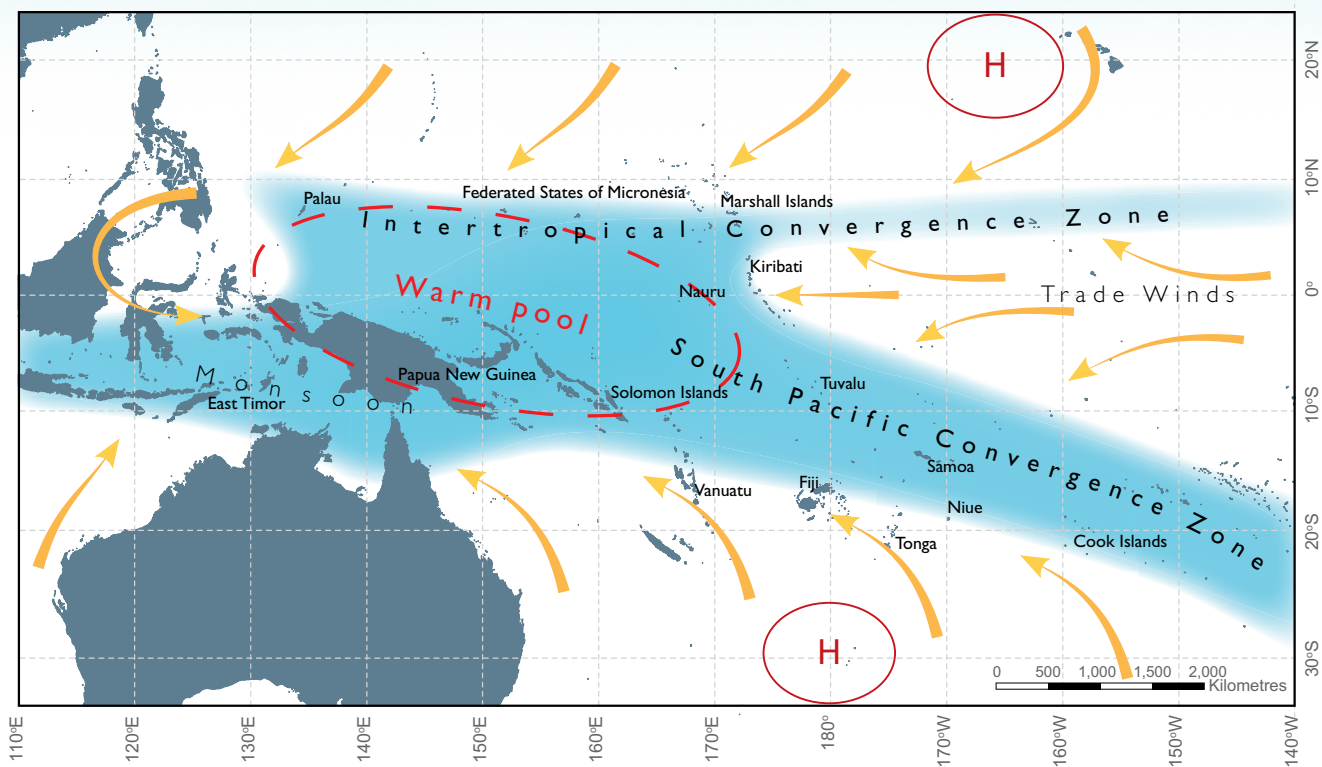 H
20°N
10°N
Palau
Federated States of Micronesia
Marshall Islands
Intertropical Convergence Zone
Kiribati
Warm pool
Nauru
Trade Winds
0°
South Pacific Convergence Zone
Monsoon
Papua New Guinea
East Timor
Solomon Islands
Tuvalu
10°S
Samoa
Vanuatu
Fiji
Niue
20°S
Tonga
Cook Islands
H
30°S
0 500 1,000 1,500 2,000
Kilometres
110°E 120°E 130°E 140°E 150°E 160°E 170°E 180° 170°W 160°W 150°W 140°W